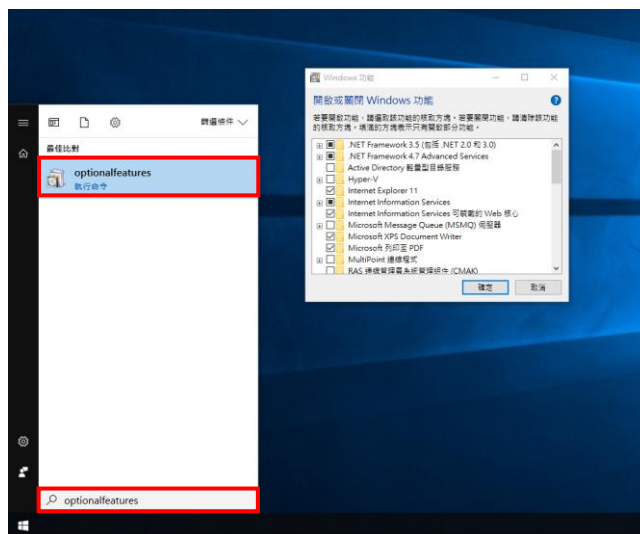 篩選條件
最佳比對
optionalfeatures
執行命令
optionalfeatures
Windows 功能
開啟或關閉 Windows 功能
若要開啟功能，請選取該功能的核取方塊。若要關閉功能，請清除該功能
的核取方塊。填滿的方塊表示只有開啟部分功能。
.NET Framework 3.5 (包括 .NET 2.0 和 3.0)
.NET Framework 4.7 Advanced Services
Active Directory 輕量型目錄服務
Hyper-V
Internet Explorer 11
Internet Information Services
Internet Information Services 可裝載的 Web 核心
Microsoft Message Queue (MSMQ) 伺服器
Microsoft XPS Document Writer
Microsoft 列印至 PDF
MultiPoint 連線程式
RAS 連線管理員系統管理組件 (CMAK)
確定
取消